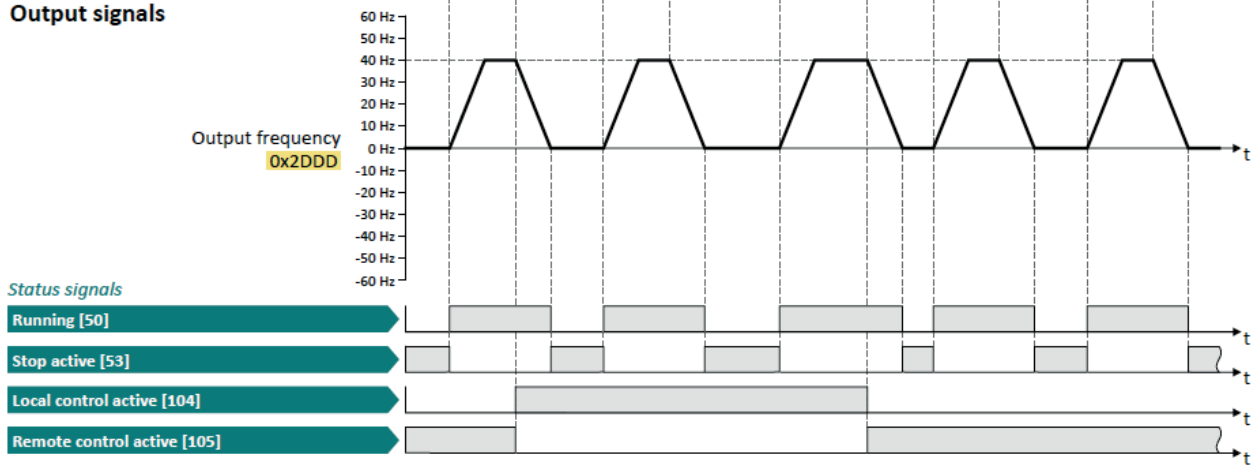 Output signals
60 Hz
50 Hz
40 Hz
30 Hz
20 Hz
10 Hz
0 Hz
-10 Hz
-20 Hz
-30 Hz
-40 Hz
-50 Hz
-60 Hz
Output frequency
0x2DDD
t
Status signals
Running [50]
t
Stop active [53]
t
Local control active [104]
t
Remote control active [105]
t